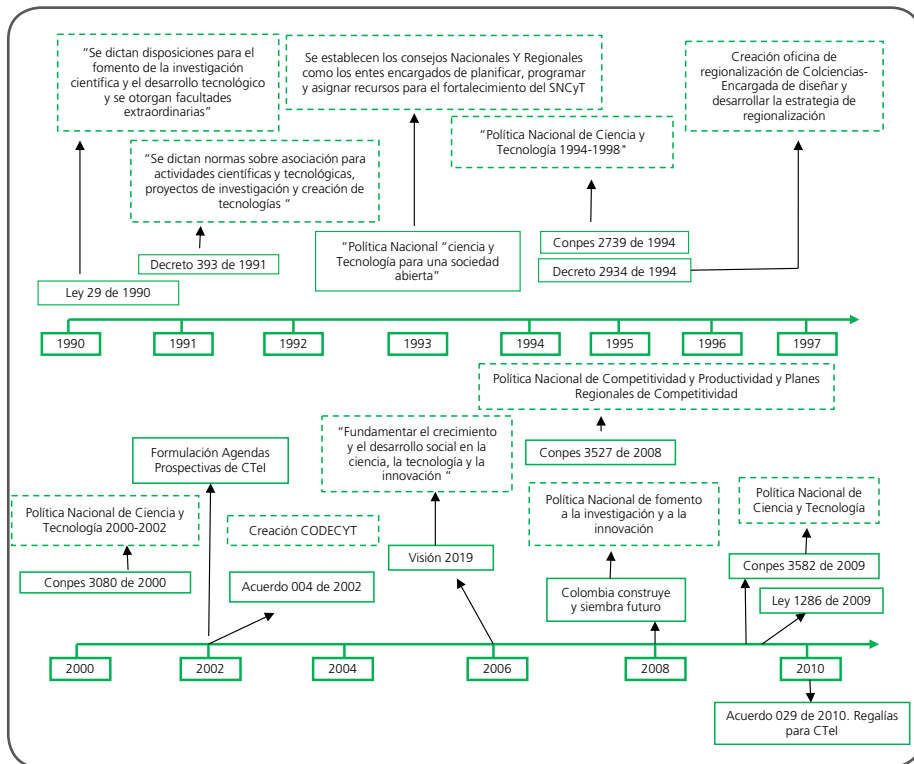 “Se dictan disposiciones para el
fomento de la investigación
científica y el desarrollo tecnológico
y se otorgan facultades
extraordinarias”
Se establecen los consejos Nacionales Y Regionales
como los entes encargados de planificar, programar
y asignar recursos para el fortalecimiento del SNCyT
Creación oficina de
regionalización de Colciencias-
Encargada de diseñar y
desarrollar la estrategia de
regionalización
“Se dictan normas sobre asociación para
actividades científicas y tecnológicas,
proyectos de investigación y creación de
tecnologías “
“Política Nacional de Ciencia y
Tecnología 1994-1998"
Ley 29 de 1990
Decreto 393 de 1991
“Política Nacional “ciencia y
Tecnología para una sociedad
abierta”
Conpes 2739 de 1994
Decreto 2934 de 1994
1990
1991
1992
1993
1994
1995
1996
1997
Política Nacional de Competitividad y Productividad y Planes
Regionales de Competitividad
Conpes 3527 de 2008
Formulación Agendas
Prospectivas de CTeI
“Fundamentar el crecimiento
y el desarrollo social en la
ciencia, la tecnología y la
innovación “
Política Nacional de Ciencia y
Tecnología 2000-2002
Creación CODECYT
Política Nacional de fomento
a la investigación y a la
innovación
Política Nacional de
Ciencia y Tecnología
Conpes 3080 de 2000
Acuerdo 004 de 2002
Visión 2019
Colombia construye
y siembra futuro
Conpes 3582 de 2009
Ley 1286 de 2009
2000
2002
2004
2006
2008
2010
Acuerdo 029 de 2010. Regalías
para CTeI